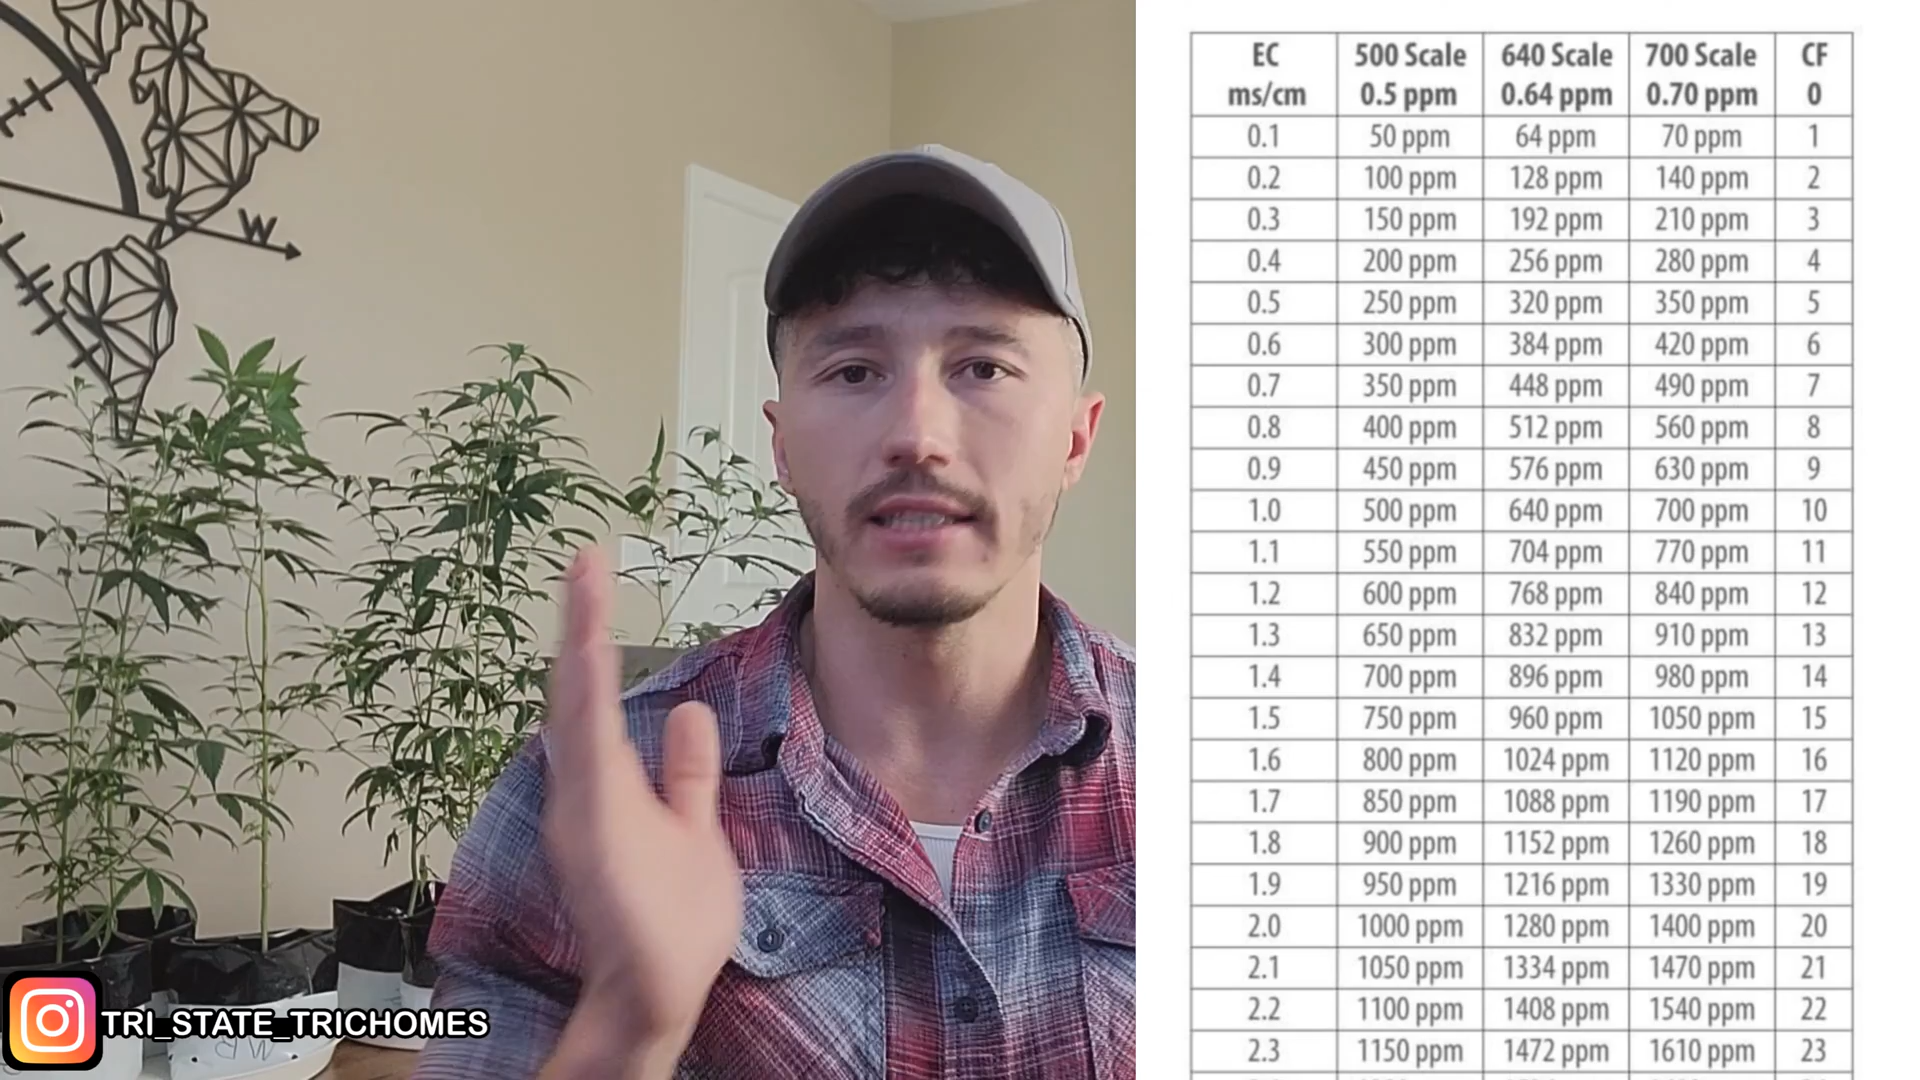 W
EC 500 Scale 640 Scale 700 Scale CF
ms/cm 0.5 ppm 0.64 ppm 0.70 ppm 0
0.1 50 ppm 64 ppm 70 ppm 1
0.2 100 ppm 128 ppm 140 ppm 2
0.3 150 ppm 192 ppm 210 ppm 3
0.4 200 ppm 256 ppm 280 ppm 4
0.5 250 ppm 320 ppm 350 ppm 5
0.6 300 ppm 384 ppm 420 ppm 6
0.7 350 ppm 448 ppm 490 ppm 7
0.8 400 ppm 512 ppm 560 ppm 8
0.9 450 ppm 576 ppm 630 ppm 9
1.0 500 ppm 640 ppm 700 ppm 10
1.1 550 ppm 704 ppm 770 ppm 11
1.2 600 ppm 768 ppm 840 ppm 12
1.3 650 ppm 832 ppm 910 ppm 13
1.4 700 ppm 896 ppm 980 ppm 14
1.5 750 ppm 960 ppm 1050 ppm 15
1.6 800 ppm 1024 ppm 1120 ppm 16
1.7 850 ppm 1088 ppm 1190 ppm 17
1.8 900 ppm 1152 ppm 1260 ppm 18
1.9 950 ppm 1216 ppm 1330 ppm 19
2.0 1000 ppm 1280 ppm 1400 ppm 20
2.1 1050 ppm 1334 ppm 1470 ppm 21
2.2 1100 ppm 1408 ppm 1540 ppm 22
2.3 1150 ppm 1472 ppm 1610 ppm 23
TRI_STATE_TRICHOMES